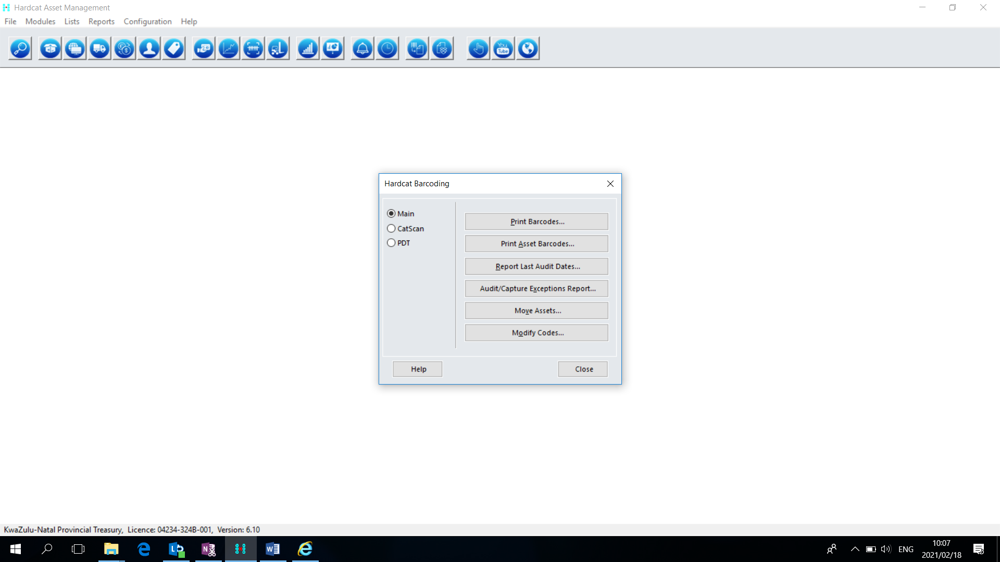 Hardcat Asset Management
File Modules Lists Reports Configuration Help
You
Tube
Hardcat Barcoding
Main
CatScan
PDT
Print Barcodes...
Print Asset Barcodes...
Report Last Audit Dates...
Audit/Capture Exceptions Report...
Move Assets...
Modify Codes...
Help
Close
KwaZulu-Natal Provincial Treasury, Licence: 04234-324B-001, Version: 6.10
ENG
10:07
2021/02/18